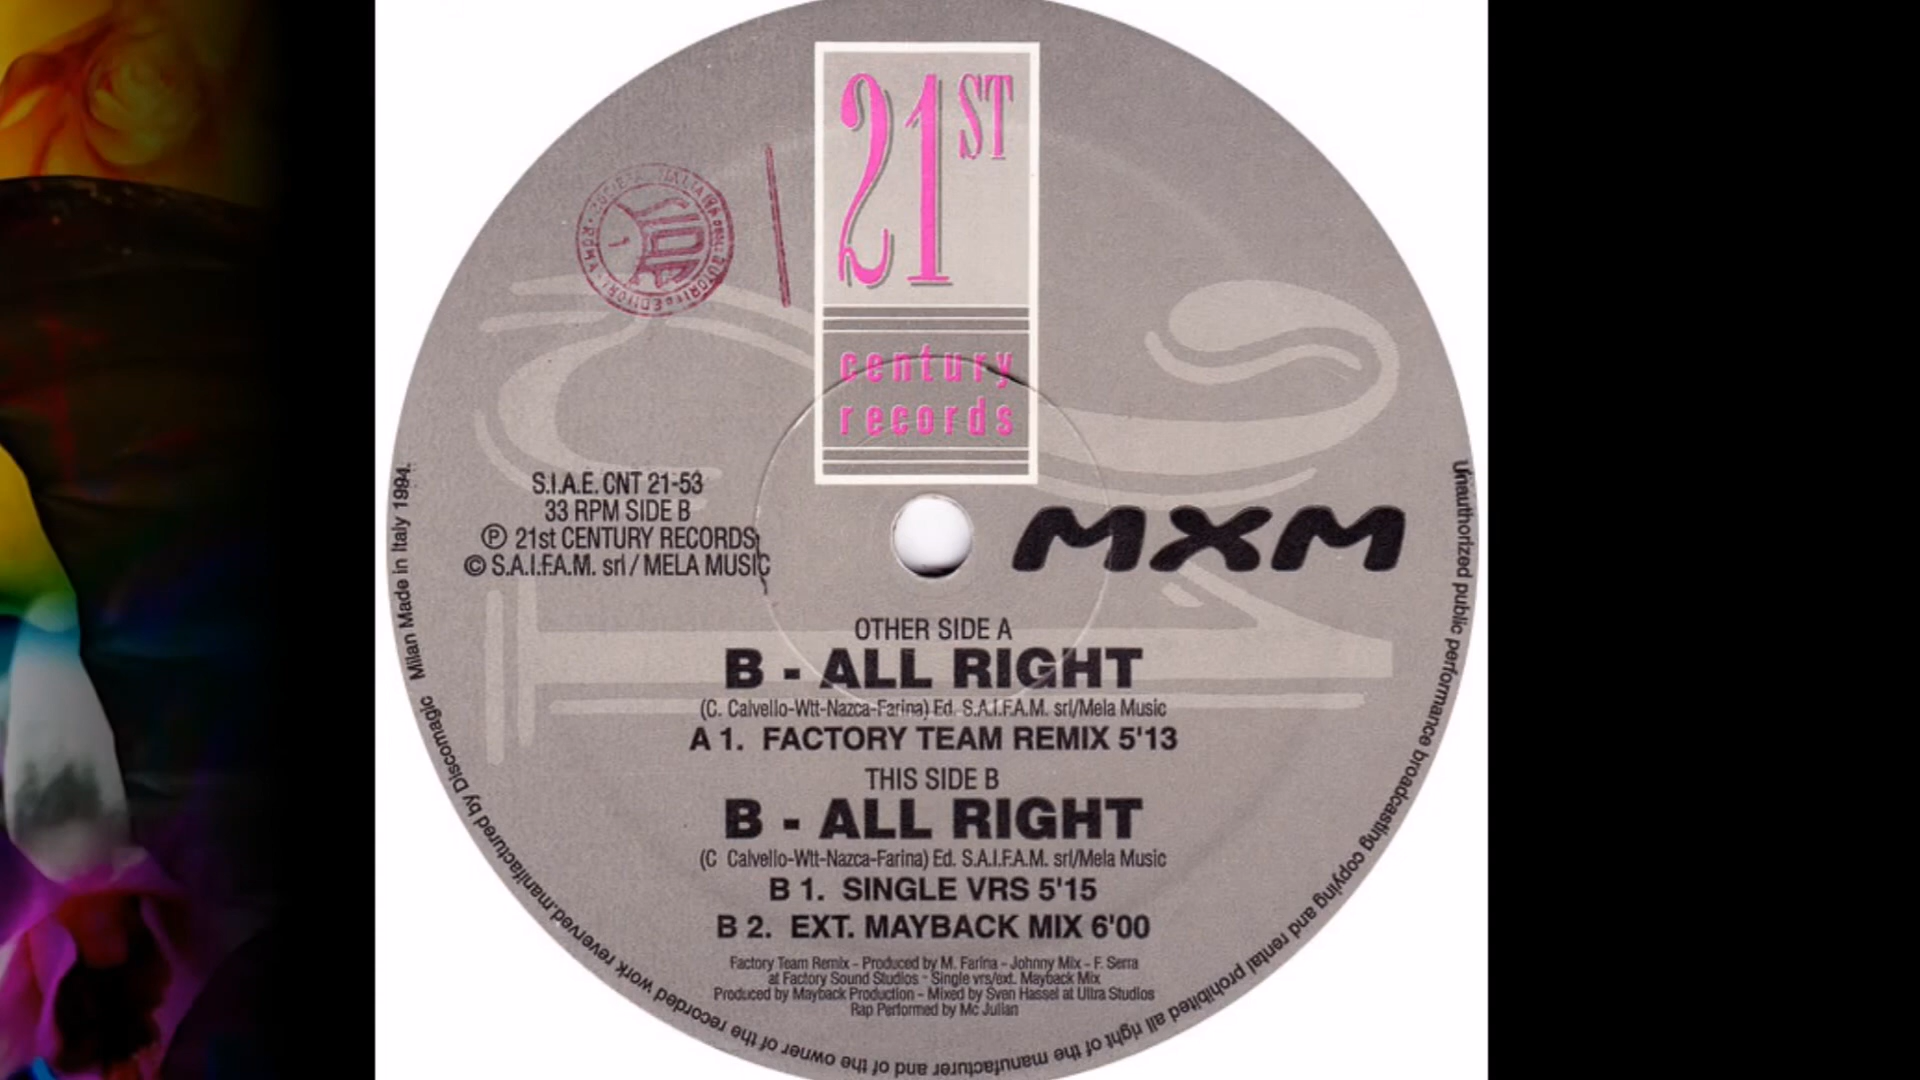 21ST
century
records
SIAE
S.I.A.E. CNT 21-53
33 RPM SIDE B
Ⓟ 21st CENTURY RECORDS
© S.A.I.F.A.M. srl / MELA MUSIC
MXM
OTHER SIDE A
B - ALL RIGHT
(C. Calvello-Wtt-Nazca-Farina) Ed. S.A.I.F.A.M. srl/Mela Music
A 1. FACTORY TEAM REMIX 5'13
THIS SIDE B
B - ALL RIGHT
(C Calvello-Wtt-Nazca-Farina) Ed. S.A.I.F.A.M. srl/Mela Music
B 1. SINGLE VRS 5'15
B 2. EXT. MAYBACK MIX 6'00
Factory Team Remix - Produced by M. Farina - Johnny Mix - F. Serra
at Factory Sound Studios - Single vrs/ext. Mayback Mix
Produced by Mayback Production - Mixed by Sven Hassel at Ultra Studios
Rap Performed by Mc Julian
Unauthorized public performance broadcasting copying and rental prohibited all right of the manufacturer and of the owner of the recorded work reverved.manifactured by Discomagic Milan Made in Italy 1994.